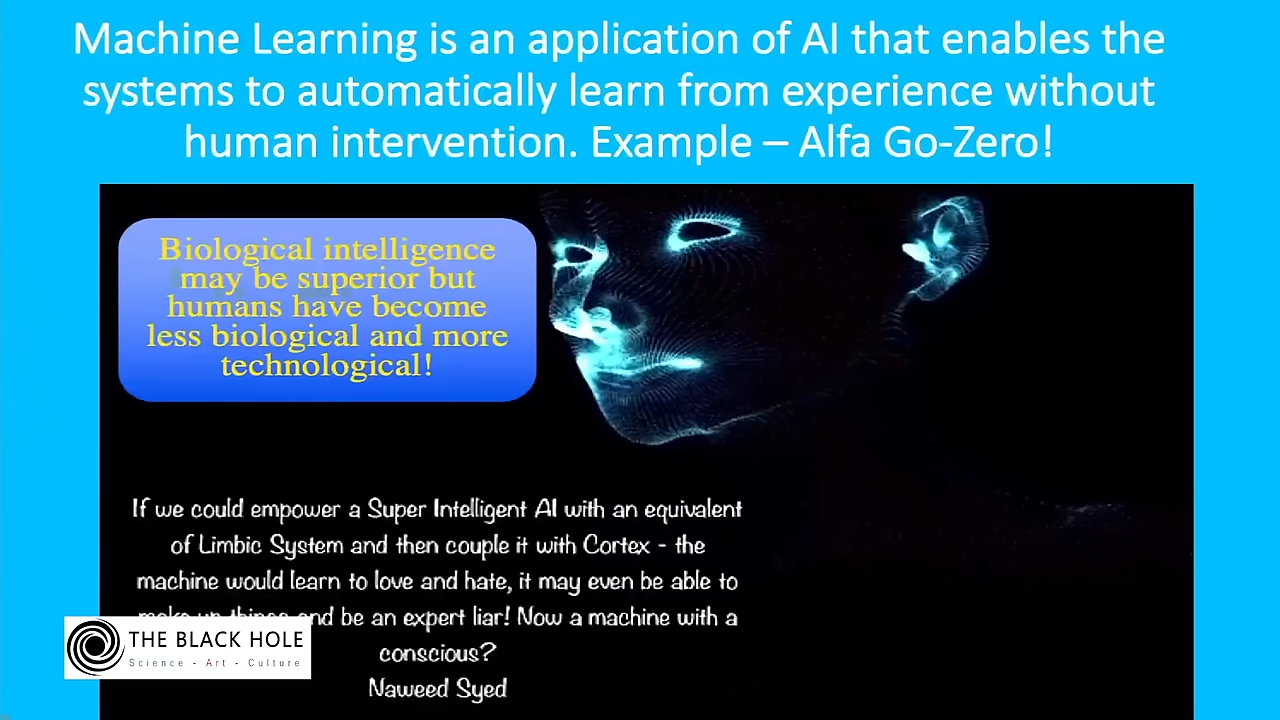 Machine Learning is an application of AI that enables the
systems to automatically learn from experience without
human intervention. Example – Alfa Go-Zero!
Biological intelligence
may be superior but
humans have become
less biological and more
technological!
If we could empower a Super Intelligent AI with an equivalent
of Limbic System and then couple it with Cortex - the
machine would learn to love and hate, it may even be able to
make up things and be an expert liar! Now a machine with a
conscious?
Naweed Syed
THE BLACK HOLE
Science - Art - Culture